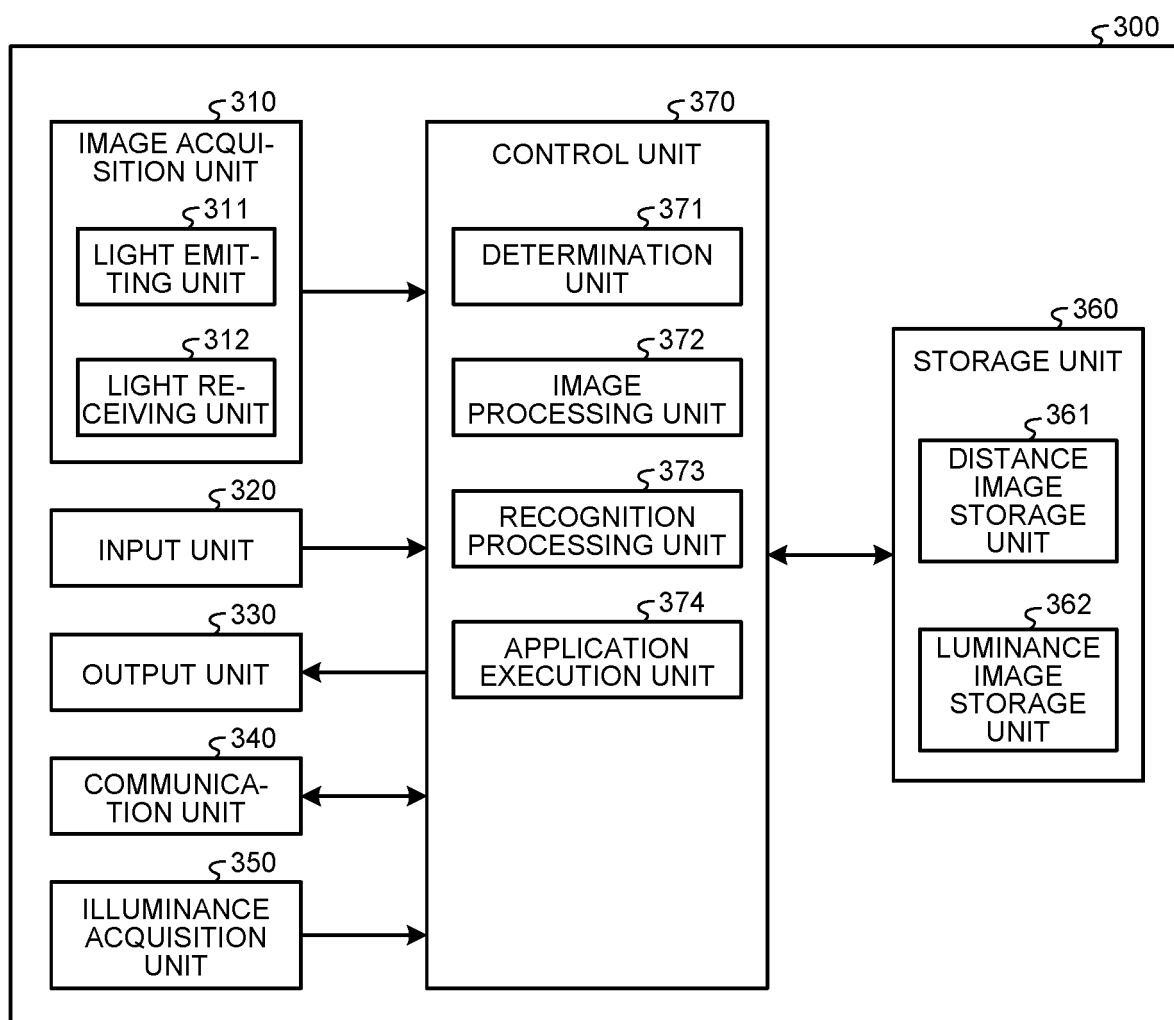 300
310
IMAGE ACQUI-
SITION UNIT
311
LIGHT EMIT-
TING UNIT
312
LIGHT RE-
CEIVING UNIT
320
INPUT UNIT
330
OUTPUT UNIT
340
COMMUNICA-
TION UNIT
350
ILLUMINANCE
ACQUISITION
UNIT
370
CONTROL UNIT
371
DETERMINATION
UNIT
372
IMAGE
PROCESSING UNIT
373
RECOGNITION
PROCESSING UNIT
374
APPLICATION
EXECUTION UNIT
360
STORAGE UNIT
361
DISTANCE
IMAGE
STORAGE
UNIT
362
LUMINANCE
IMAGE
STORAGE
UNIT